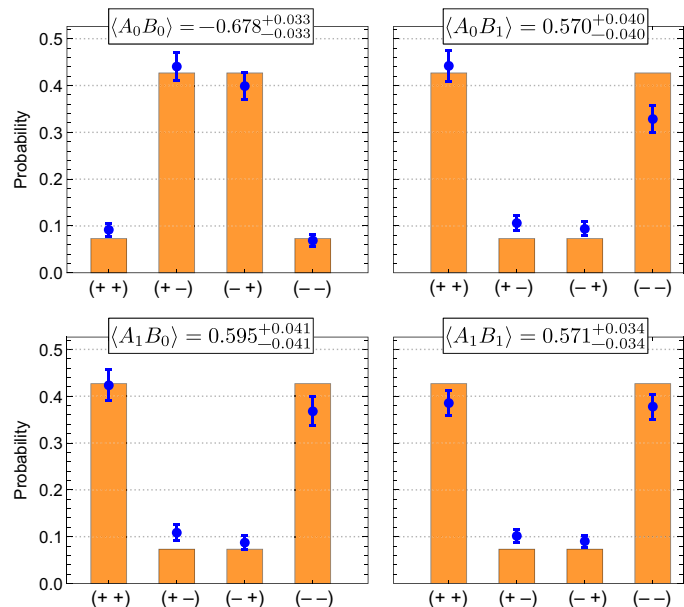 ⟨A₀B₀⟩ = −0.678 +0.033 −0.033
⟨A₀B₁⟩ = 0.570 +0.040 −0.040
Probability
0.5
0.4
0.3
0.2
0.1
0.0
(+ +) (+ −) (− +) (− −)
(+ +) (+ −) (− +) (− −)
⟨A₁B₀⟩ = 0.595 +0.041 −0.041
⟨A₁B₁⟩ = 0.571 +0.034 −0.034
Probability
0.5
0.4
0.3
0.2
0.1
0.0
(+ +) (+ −) (− +) (− −)
(+ +) (+ −) (− +) (− −)